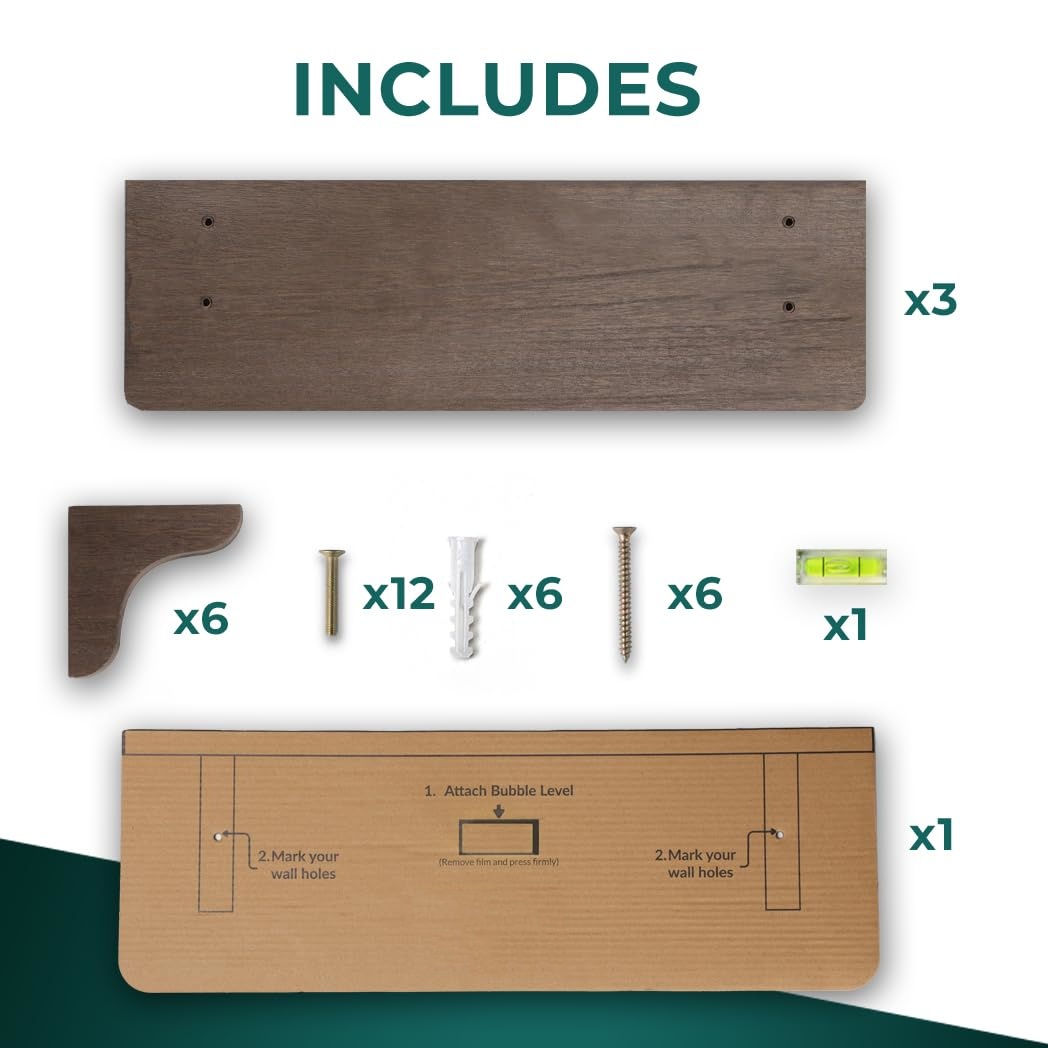 INCLUDES
x3
x6
x12
x6
x6
x1
1. Attach Bubble Level
(Remove film and press firmly)
2.Mark your
wall holes
2.Mark your
wall holes
x1